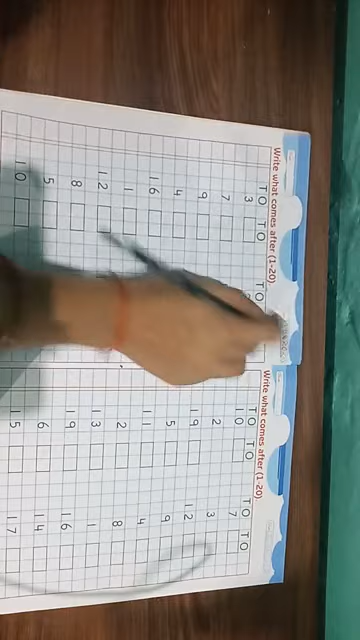 Write what comes after (1-20)
T O T O T O
3
7
9
4
1 6
1
1 2
8
5
1 0
Write what comes after (1-20)
T O T O T O T O
1 0 7
2 3
1 9 1 2
5 9
1 1 4
2 8
1 3 1
1 9 1 6
6 1 4
1 5 1 7